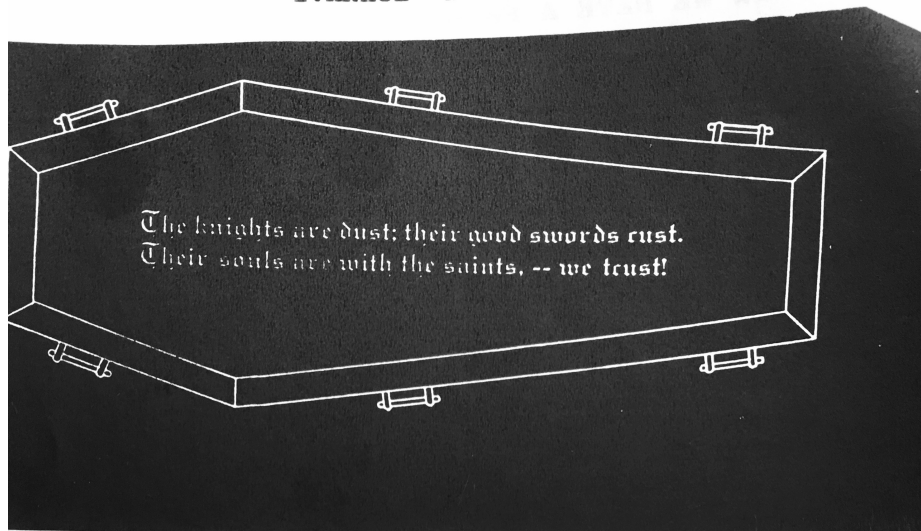 The knights are dust; their good swords rust.
Their souls are with the saints, -- we trust!